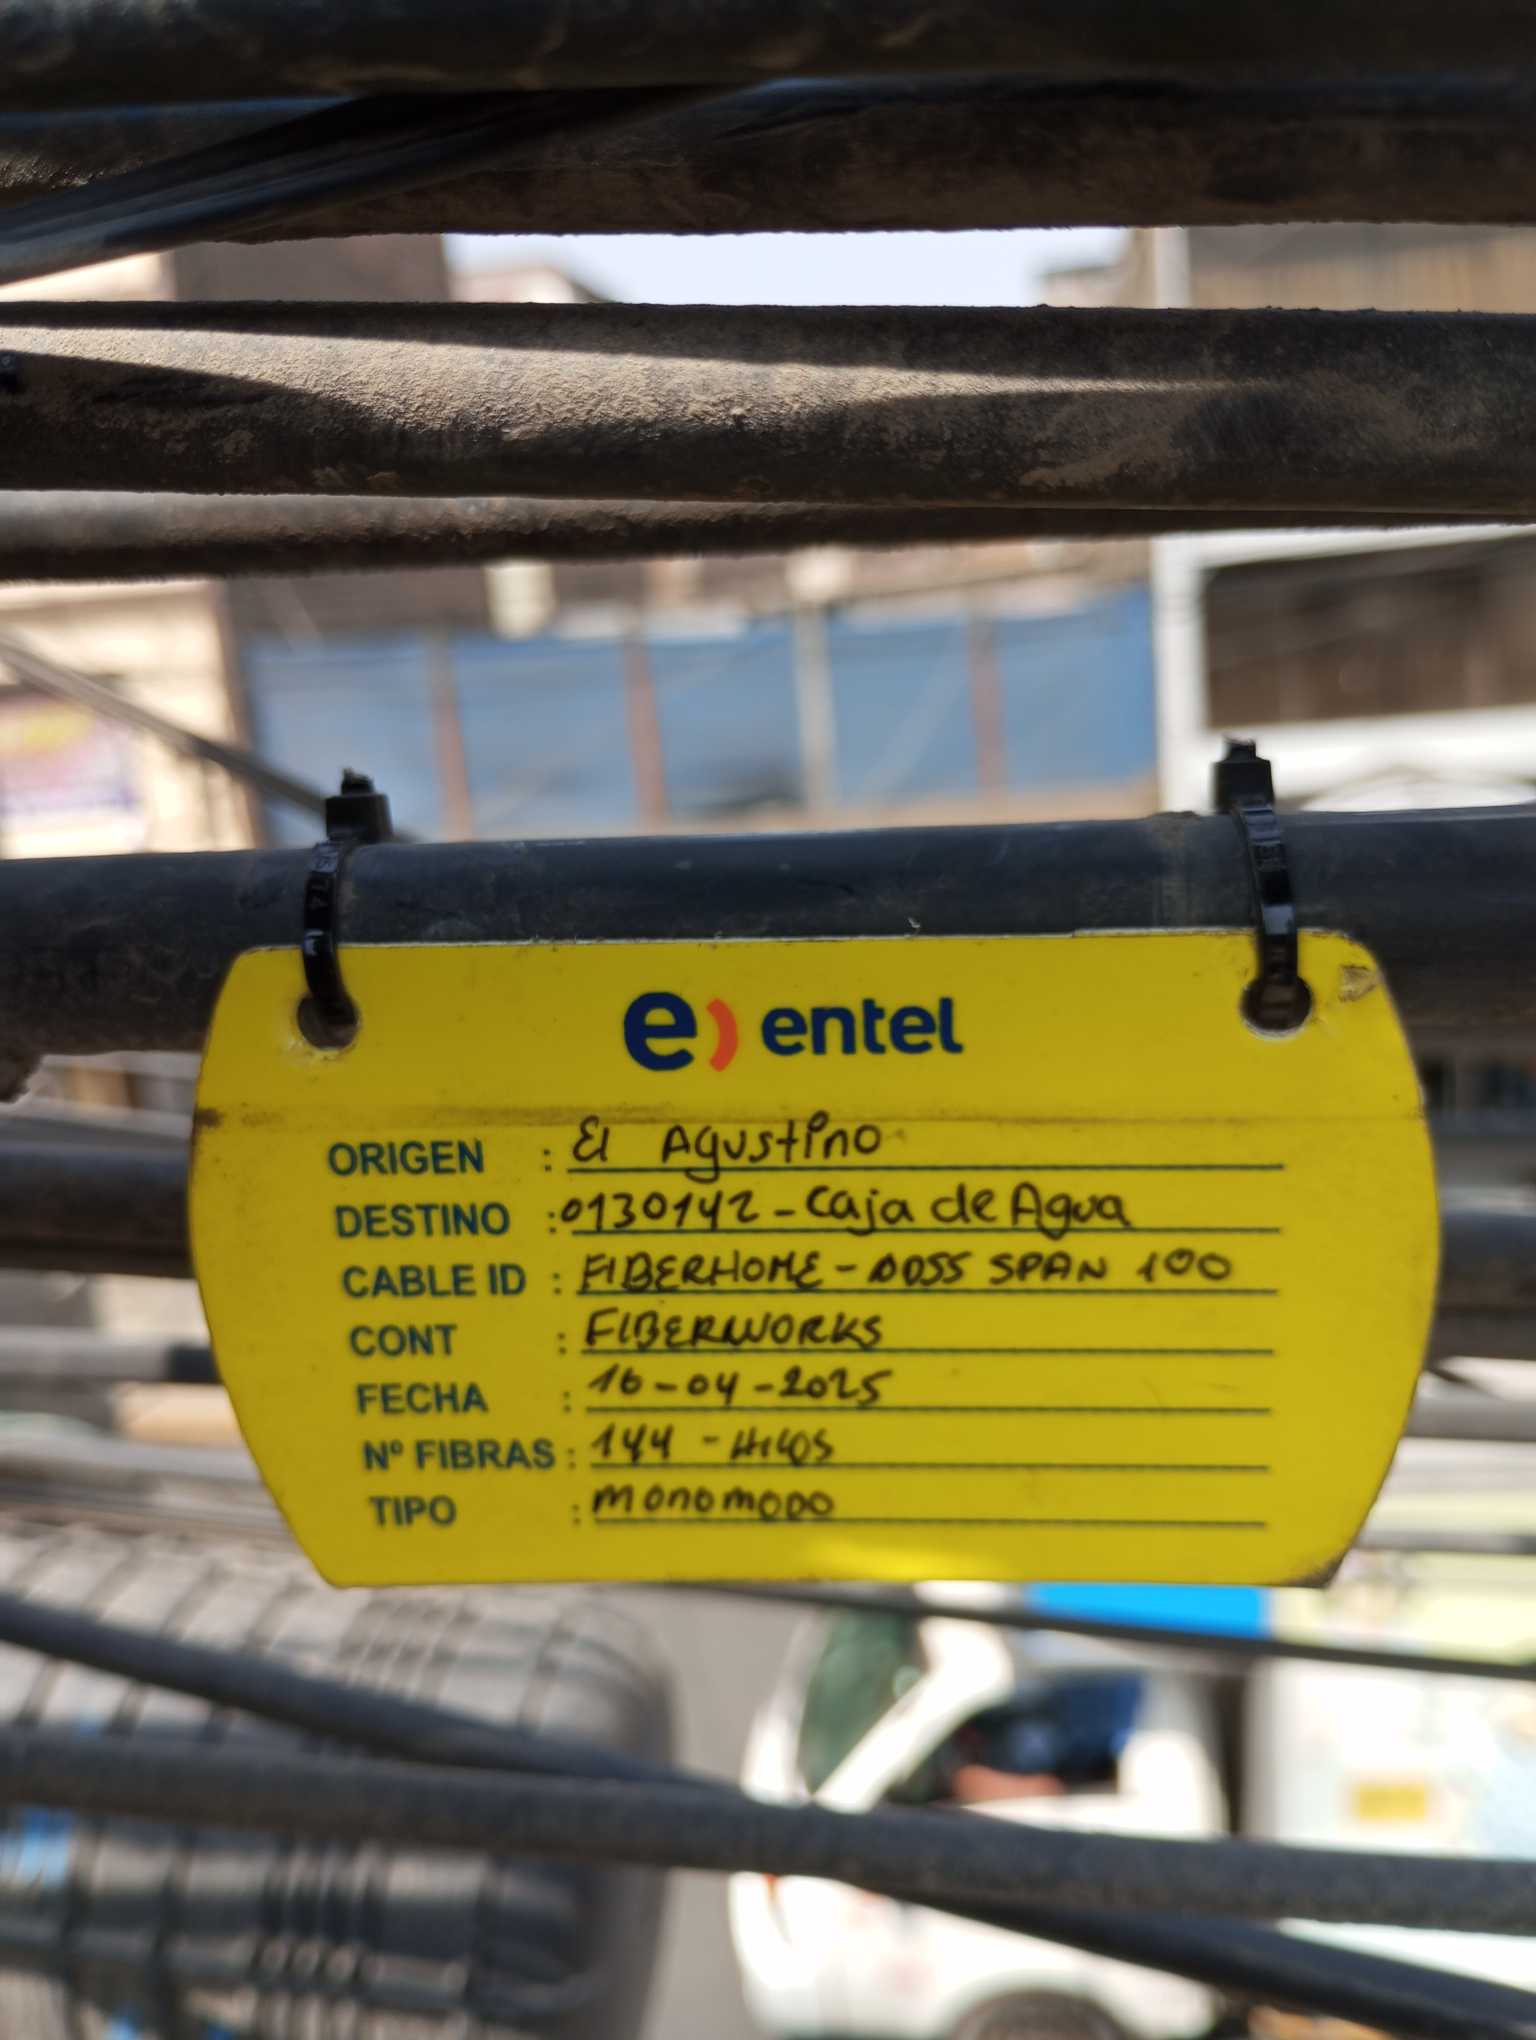 e) entel
ORIGEN : El Agustino
DESTINO : 0130142 - Caja de Agua
CABLE ID : FIBERHOME - ADSS SPAN 100
CONT : FIBERWORKS
FECHA : 16-04-2025
Nº FIBRAS : 144 - HILOS
TIPO : MONOMODO